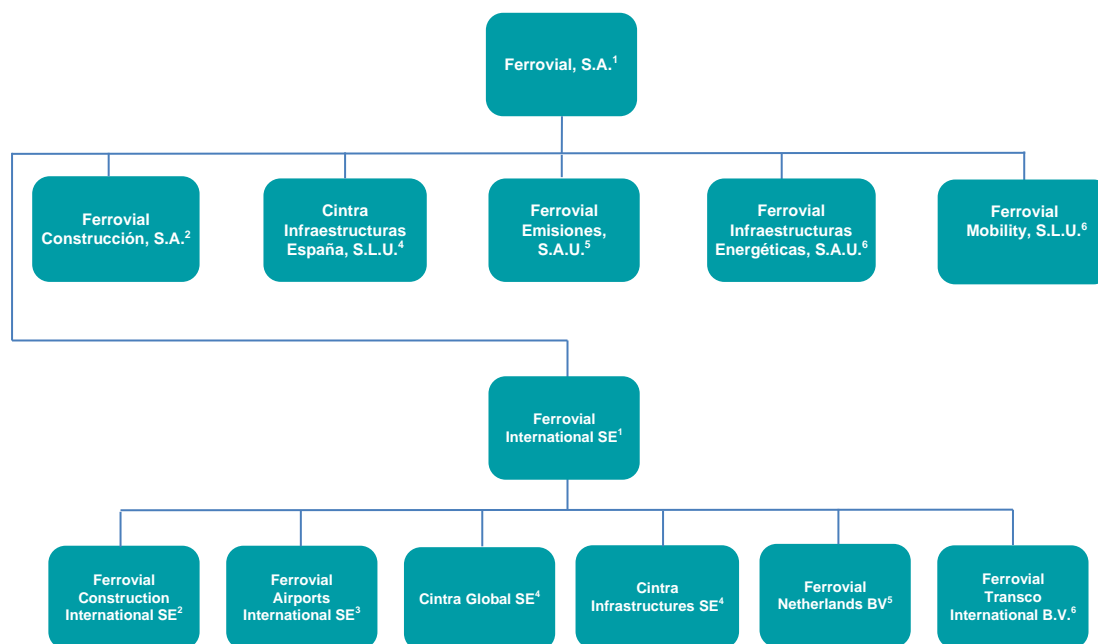 Ferrovial, S.A.¹
Ferrovial
Construcción, S.A.²
Cintra
Infraestructuras
España, S.L.U.⁴
Ferrovial
Emisiones,
S.A.U.⁵
Ferrovial
Infraestructuras
Energéticas, S.A.U.⁶
Ferrovial
Mobility, S.L.U.⁶
Ferrovial
International SE¹
Ferrovial
Construction
International SE²
Ferrovial
Airports
International SE³
Cintra Global SE⁴
Cintra
Infrastructures SE⁴
Ferrovial
Netherlands BV⁵
Ferrovial
Transco
International B.V.⁶